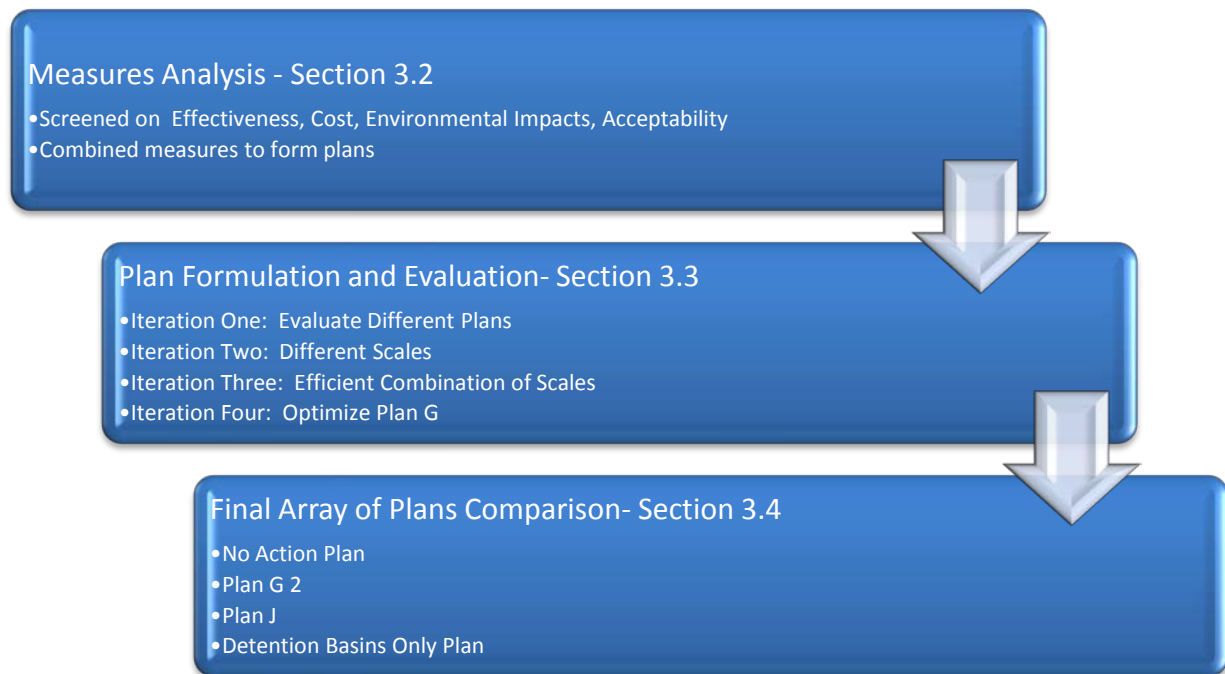 Measures Analysis - Section 3.2
•Screened on Effectiveness, Cost, Environmental Impacts, Acceptability
•Combined measures to form plans
Plan Formulation and Evaluation- Section 3.3
•Iteration One: Evaluate Different Plans
•Iteration Two: Different Scales
•Iteration Three: Efficient Combination of Scales
•Iteration Four: Optimize Plan G
Final Array of Plans Comparison- Section 3.4
•No Action Plan
•Plan G 2
•Plan J
•Detention Basins Only Plan